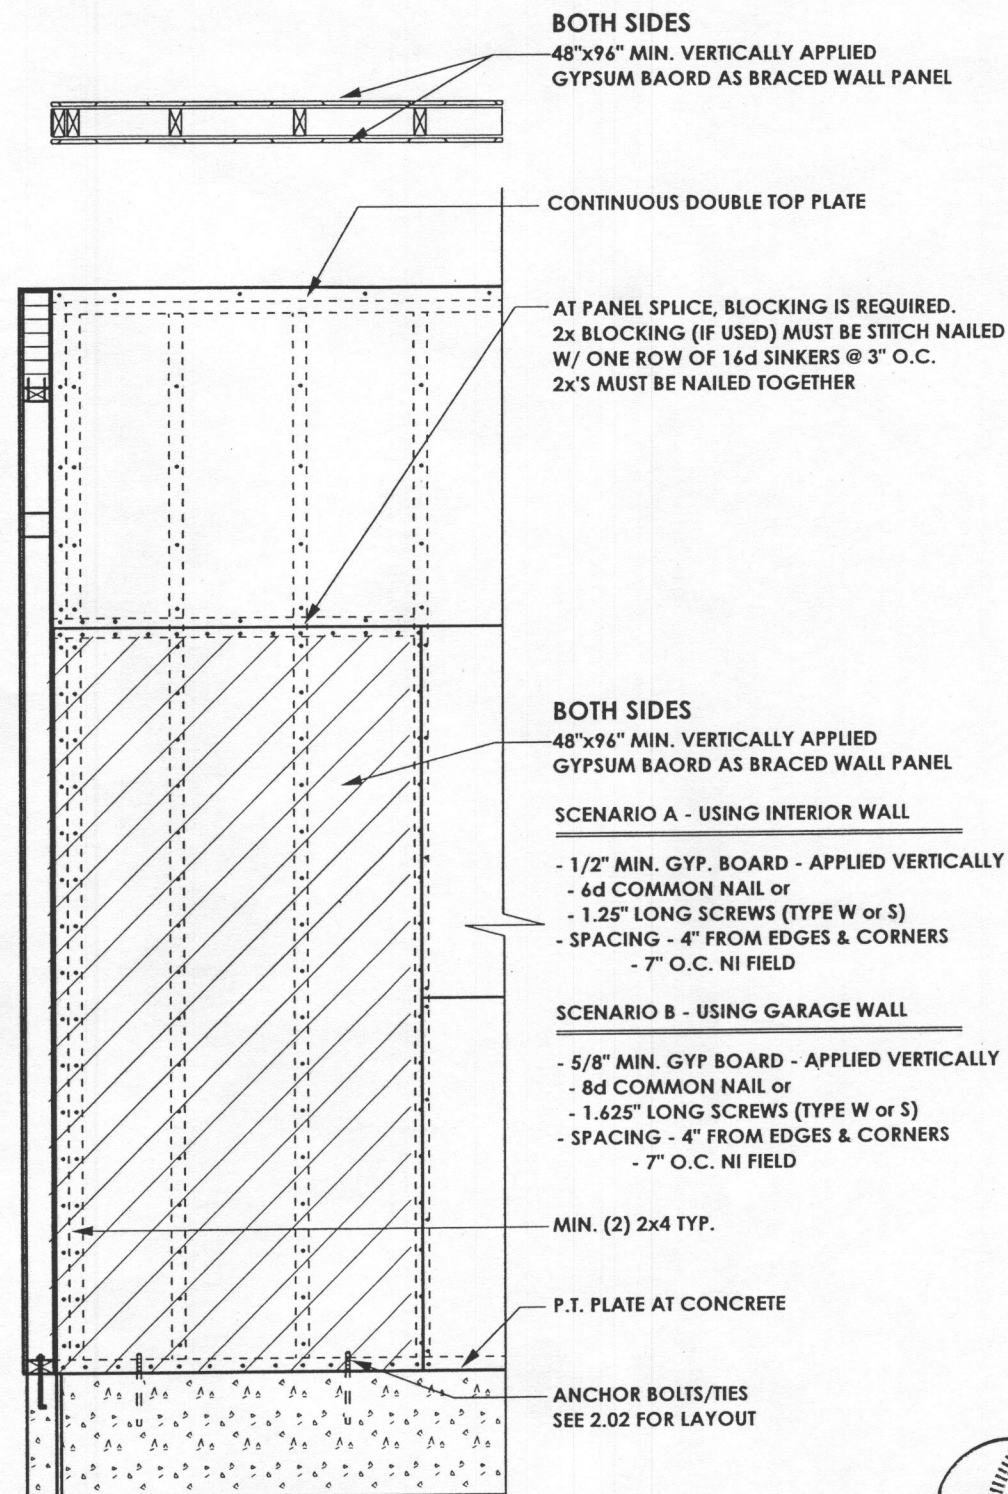 BOTH SIDES
48"x96" MIN. VERTICALLY APPLIED
GYPSUM BAORD AS BRACED WALL PANEL
CONTINUOUS DOUBLE TOP PLATE
AT PANEL SPLICE, BLOCKING IS REQUIRED.
2x BLOCKING (IF USED) MUST BE STITCH NAILED
W/ ONE ROW OF 16d SINKERS @ 3" O.C.
2x'S MUST BE NAILED TOGETHER
BOTH SIDES
48"x96" MIN. VERTICALLY APPLIED
GYPSUM BAORD AS BRACED WALL PANEL
SCENARIO A - USING INTERIOR WALL
- 1/2" MIN. GYP. BOARD - APPLIED VERTICALLY
- 6d COMMON NAIL or
- 1.25" LONG SCREWS (TYPE W or S)
- SPACING - 4" FROM EDGES & CORNERS
- 7" O.C. NI FIELD
SCENARIO B - USING GARAGE WALL
- 5/8" MIN. GYP BOARD - APPLIED VERTICALLY
- 8d COMMON NAIL or
- 1.625" LONG SCREWS (TYPE W or S)
- SPACING - 4" FROM EDGES & CORNERS
- 7" O.C. NI FIELD
MIN. (2) 2x4 TYP.
P.T. PLATE AT CONCRETE
ANCHOR BOLTS/TIES
SEE 2.02 FOR LAYOUT